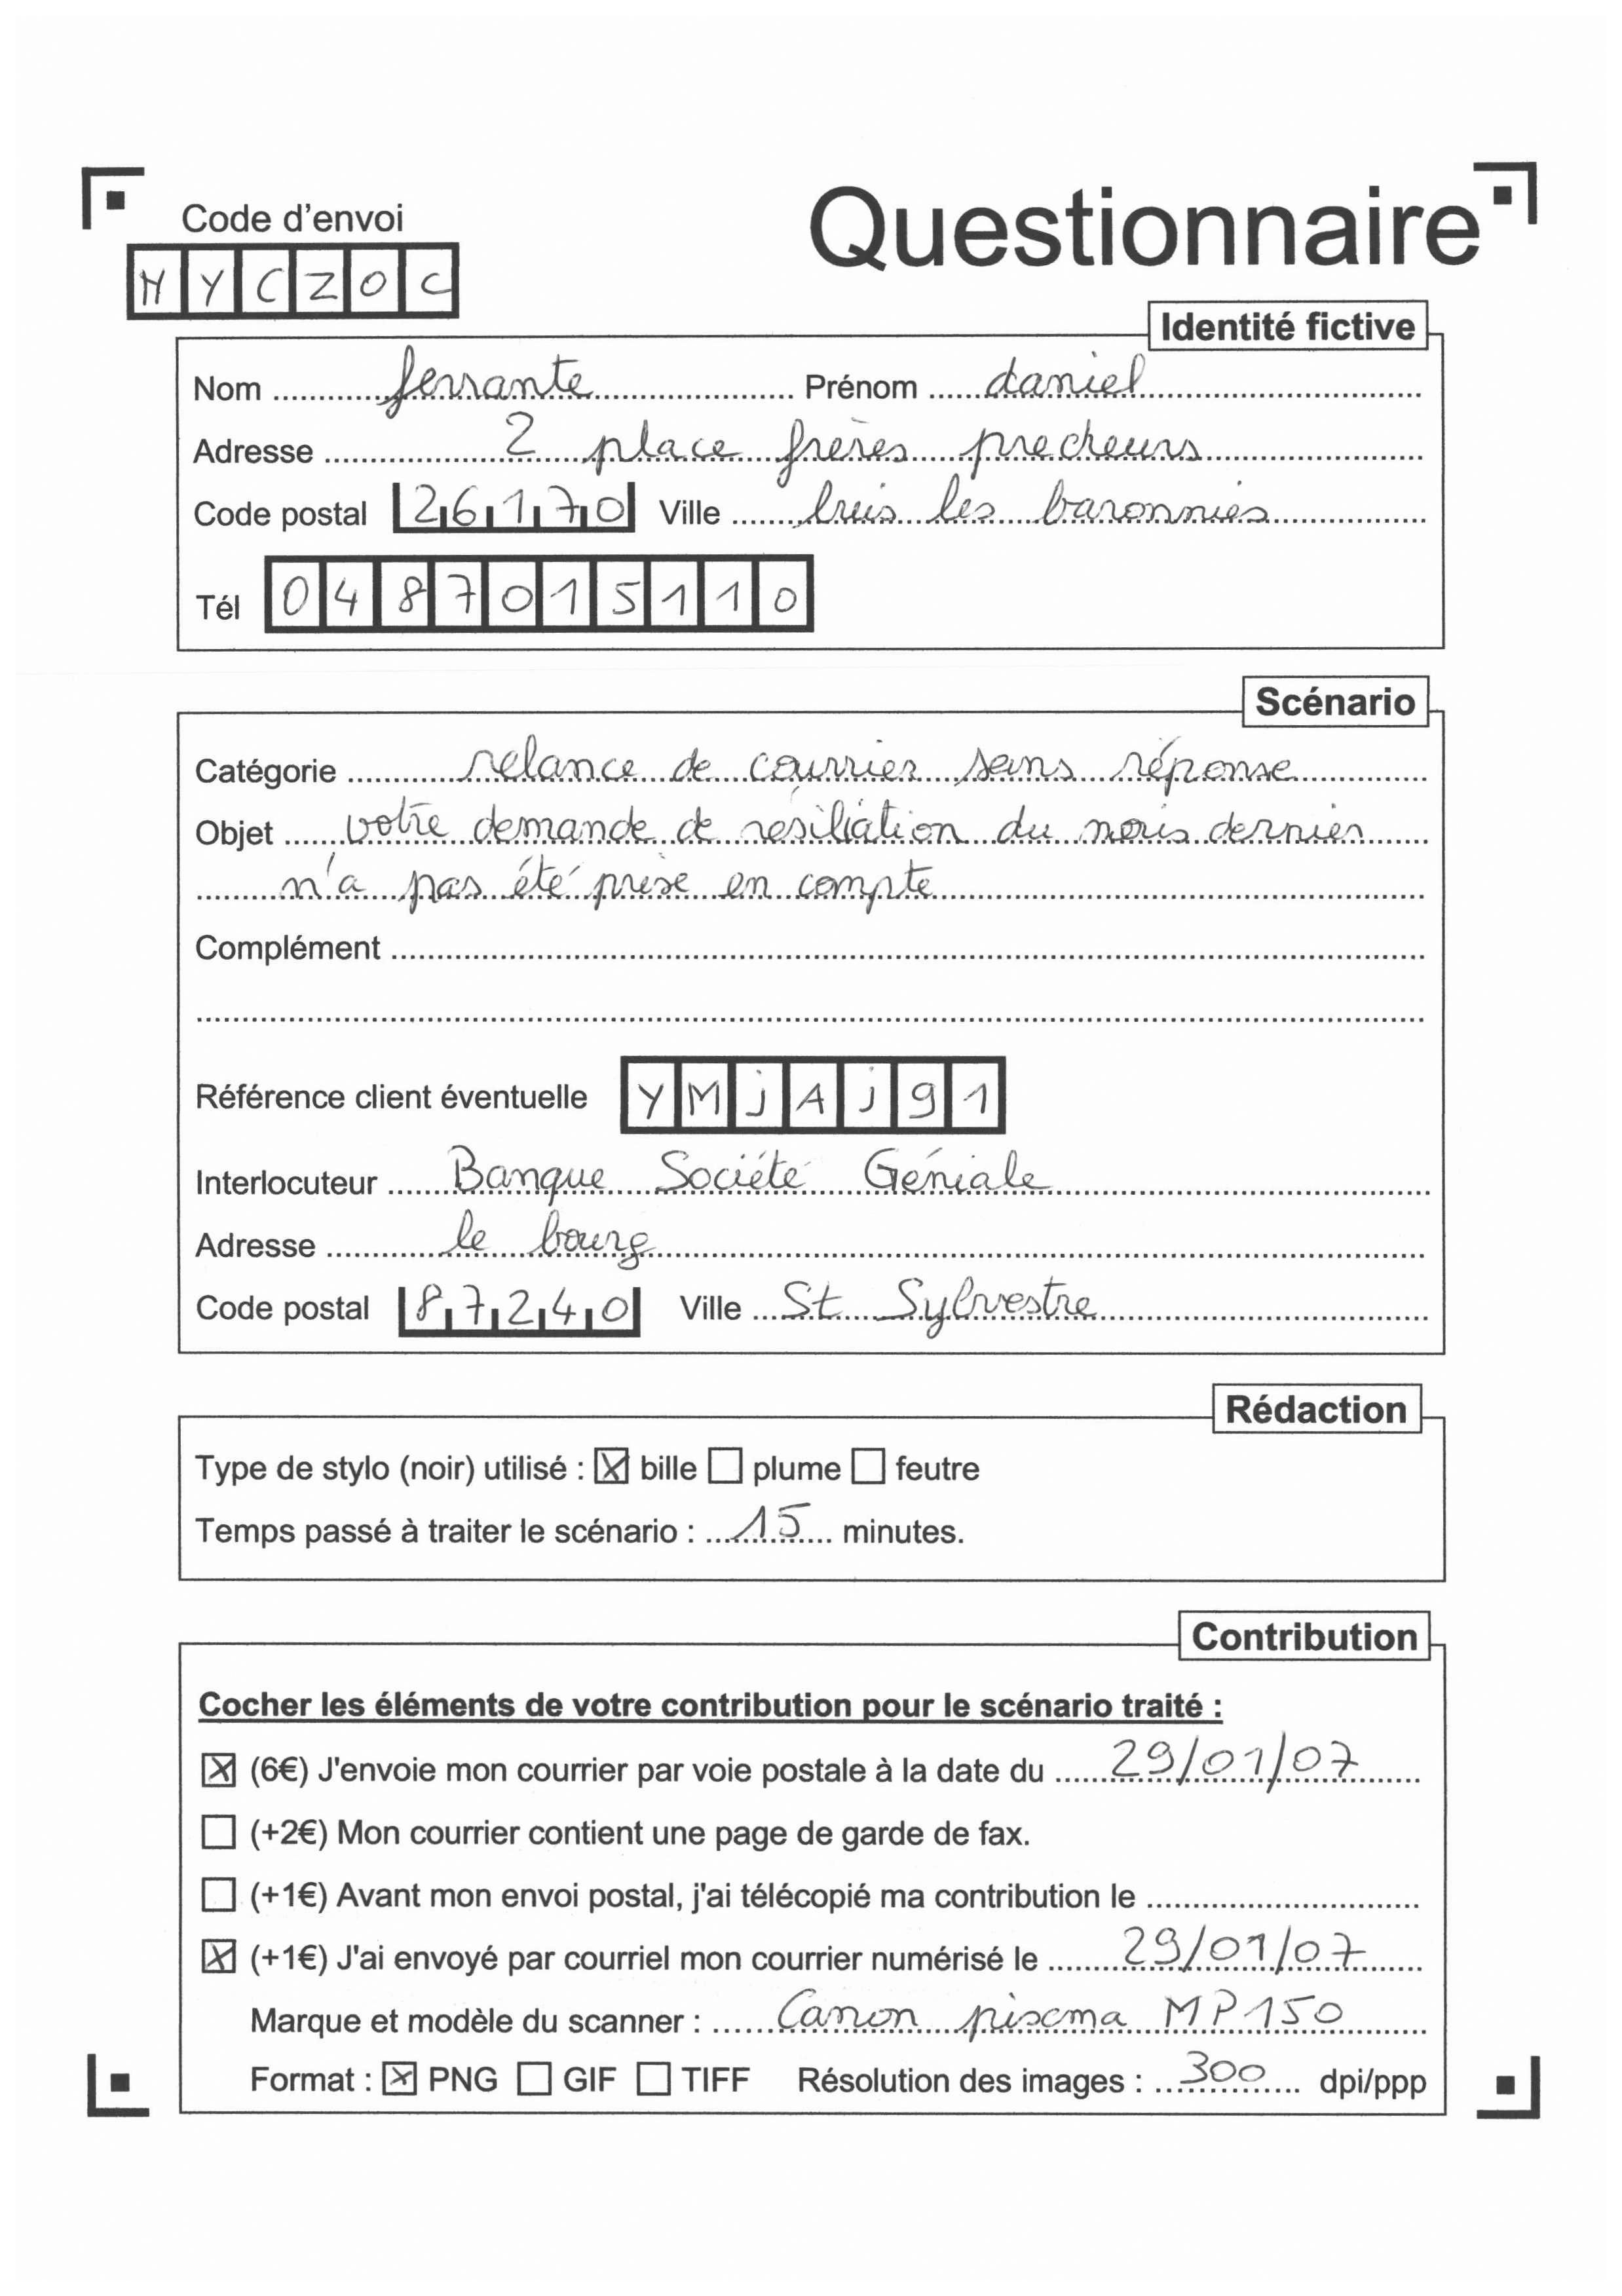 Code d'envoi
Questionnaire
N Y C Z O C
Identité fictive
Nom ferrante Prénom daniel
Adresse 2 place frères precheurs
Code postal 26170 Ville buis les baronnies
Tél 0487015110
Scénario
Catégorie relance de courrier sans réponse
Objet votre demande de résiliation du mois dernier
n'a pas été prise en compte
Complément
Référence client éventuelle Y M j A j 9 1
Interlocuteur Banque Société Géniale
Adresse le bourg
Code postal 87240 Ville St Sylvestre
Rédaction
Type de stylo (noir) utilisé : ☒ bille ☐ plume ☐ feutre
Temps passé à traiter le scénario : 15 minutes.
Contribution
Cocher les éléments de votre contribution pour le scénario traité :
☒ (6€) J'envoie mon courrier par voie postale à la date du 29/01/07
☐ (+2€) Mon courrier contient une page de garde de fax.
☐ (+1€) Avant mon envoi postal, j'ai télécopié ma contribution le
☒ (+1€) J'ai envoyé par courriel mon courrier numérisé le 29/01/07
Marque et modèle du scanner : Canon piscma MP150
Format : ☒ PNG ☐ GIF ☐ TIFF Résolution des images : 300 dpi/ppp